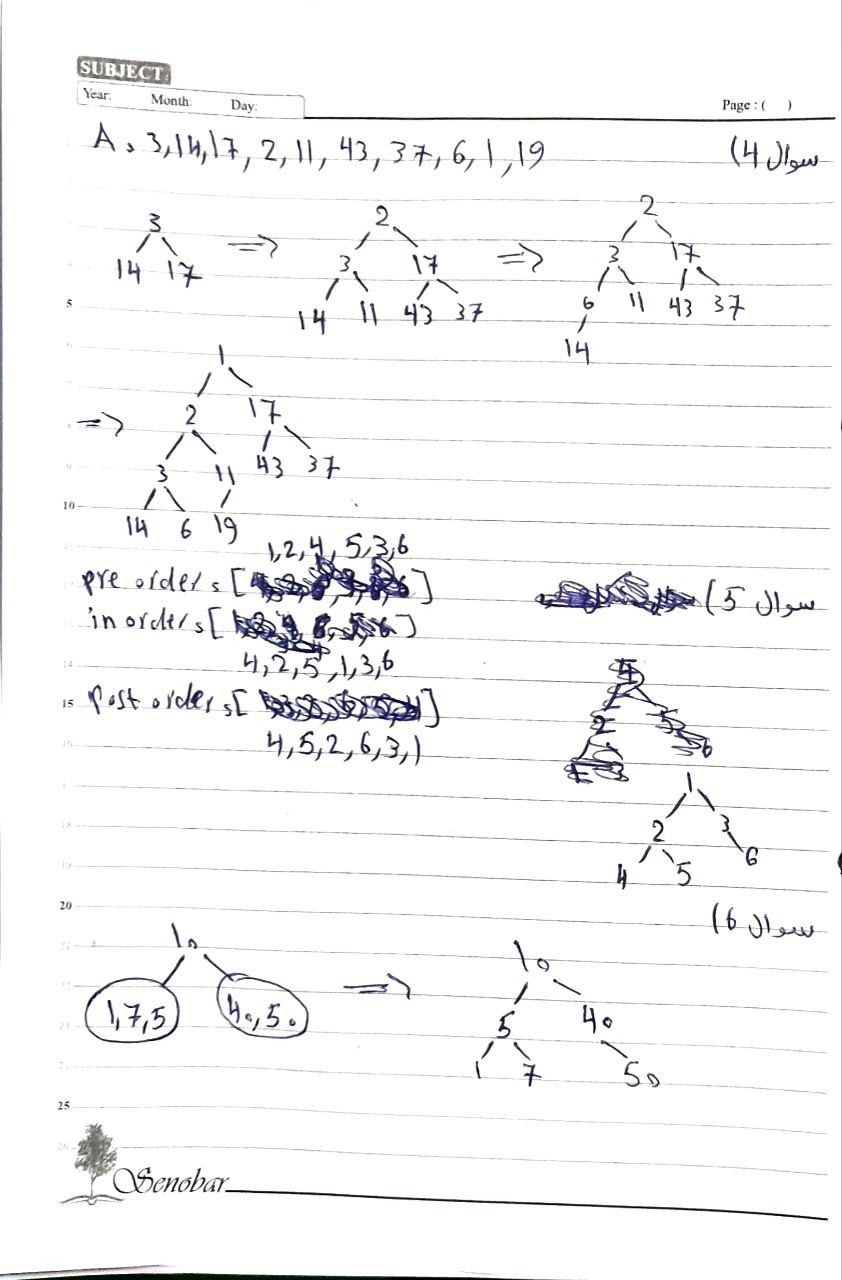 SUBJECT:
Year: Month: Day:
Page : ( )
سوال 4)
A, 3,14,17, 2, 11, 43, 37, 6, 1, 19
3 2 2
14 17 3 17 3 17
14 11 43 37 6 11 43 37
14
5
⇒ ⇒
⇒
1
2 17
3 11 43 37
14 6 19
10
1,2,4,5,3,6
pre order: [ ]
سوال 5)
in order: [ ]
4,2,5,1,3,6
15
post order: [ ]
4,5,2,6,3,1
1
2 3
4 5 6
20
سوال 6)
10 ⇒ 10
1,7,5 40,50 5 40
1 7 50
25
Senobar